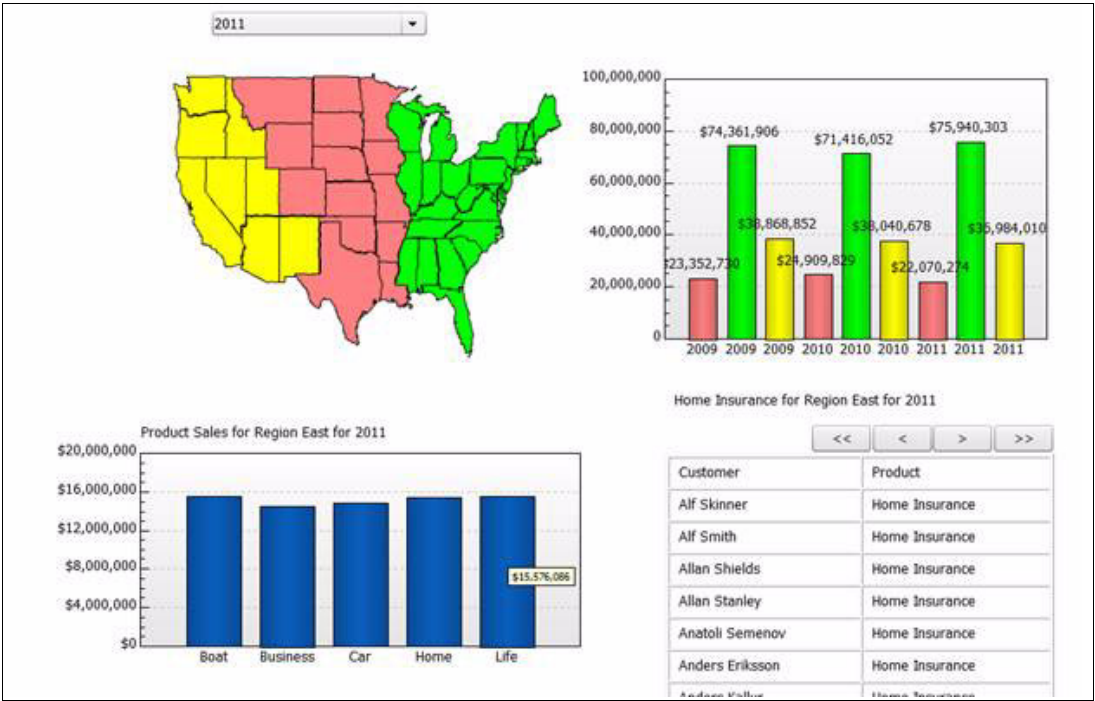 2011
100,000,000
80,000,000
60,000,000
40,000,000
20,000,000
0
$23,352,730
$74,361,906
$38,868,852
$24,909,829
$71,416,052
$38,040,678
$22,070,274
$75,940,303
$36,984,010
2009 2009 2009 2010 2010 2010 2011 2011 2011
Product Sales for Region East for 2011
$20,000,000
$16,000,000
$12,000,000
$8,000,000
$4,000,000
$0
$15,576,086
Boat Business Car Home Life
Home Insurance for Region East for 2011
<< < > >>
Customer Product
Alf Skinner Home Insurance
Alf Smith Home Insurance
Allan Shields Home Insurance
Allan Stanley Home Insurance
Anatoli Semenov Home Insurance
Anders Eriksson Home Insurance
Anders Kallur Home Insurance